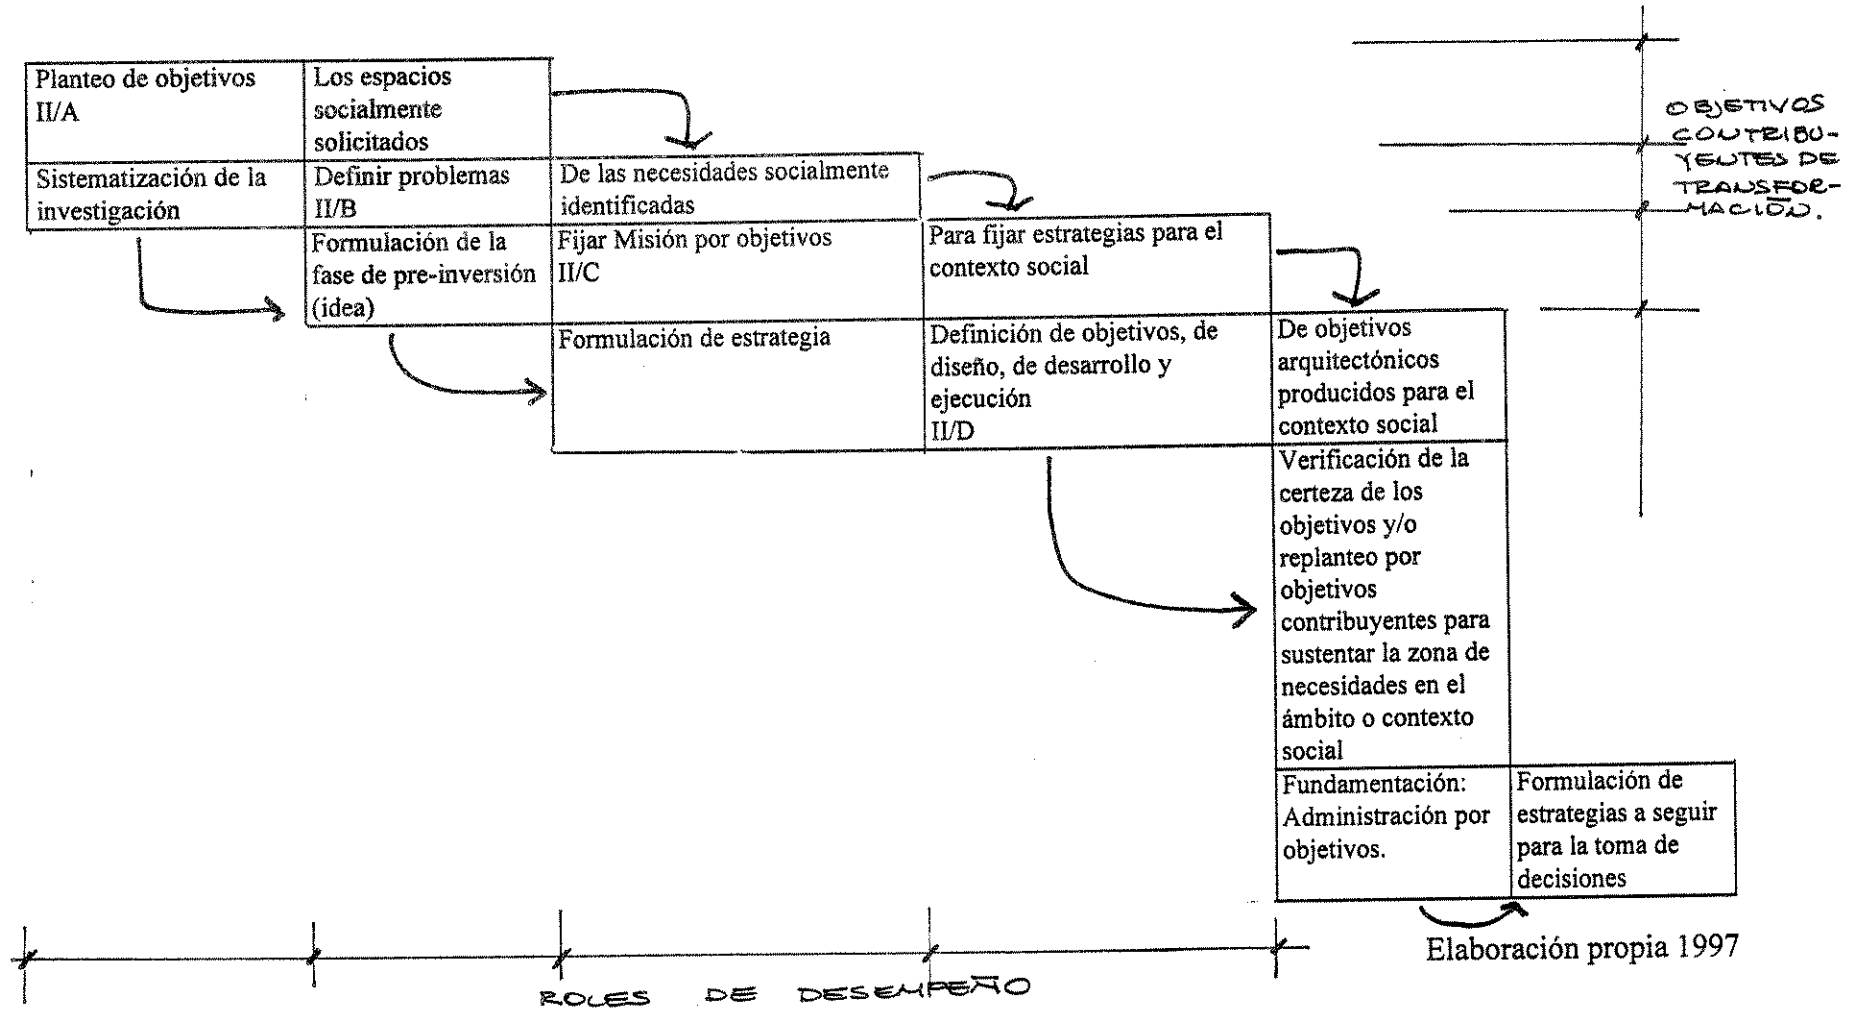 Planteo de objetivos
II/A
Los espacios
socialmente
solicitados
OBJETIVOS
CONTRIBU-
YENTES DE
TRANSFOR-
MACIÓN.
Sistematización de la
investigación
Definir problemas
II/B
De las necesidades socialmente
identificadas
Formulación de la
fase de pre-inversión
(idea)
Fijar Misión por objetivos
II/C
Para fijar estrategias para el
contexto social
Formulación de estrategia
Definición de objetivos, de
diseño, de desarrollo y
ejecución
II/D
De objetivos
arquitectónicos
producidos para el
contexto social
Verificación de la
certeza de los
objetivos y/o
replanteo por
objetivos
contribuyentes para
sustentar la zona de
necesidades en el
ámbito o contexto
social
Fundamentación:
Administración por
objetivos.
Formulación de
estrategias a seguir
para la toma de
decisiones
Elaboración propia 1997
ROLES DE DESEMPEÑO